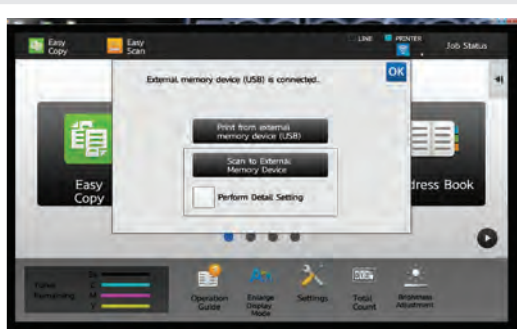 Easy
Copy
Easy
Scan
LINE
PRINTER
Job Status
External memory device (USB) is connected.
OK
Print from external
memory device (USB)
Scan to External
Memory Device
Perform Detail Setting
Easy
Copy
dress Book
Toner
Remaining
Bk
C
M
Y
Operation
Guide
Enlarge
Display
Mode
Settings
Total
Count
Brightness
Adjustment